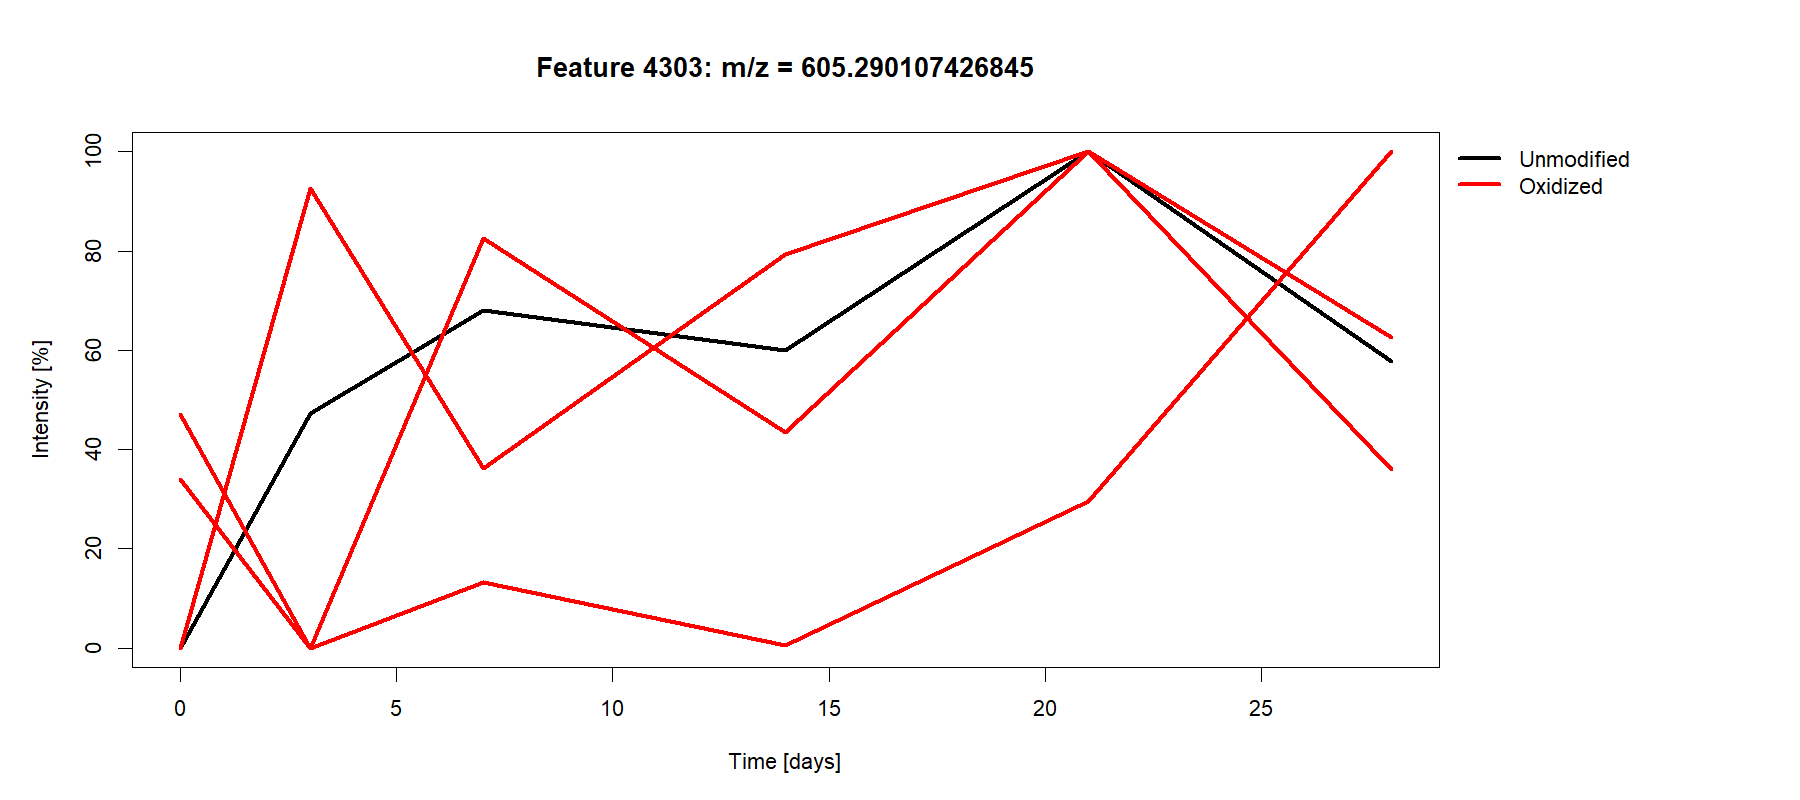 Feature 4303: m/z = 605.290107426845
Unmodified
Oxidized
Intensity [%]
100
80
60
40
20
0
0 5 10 15 20 25
Time [days]